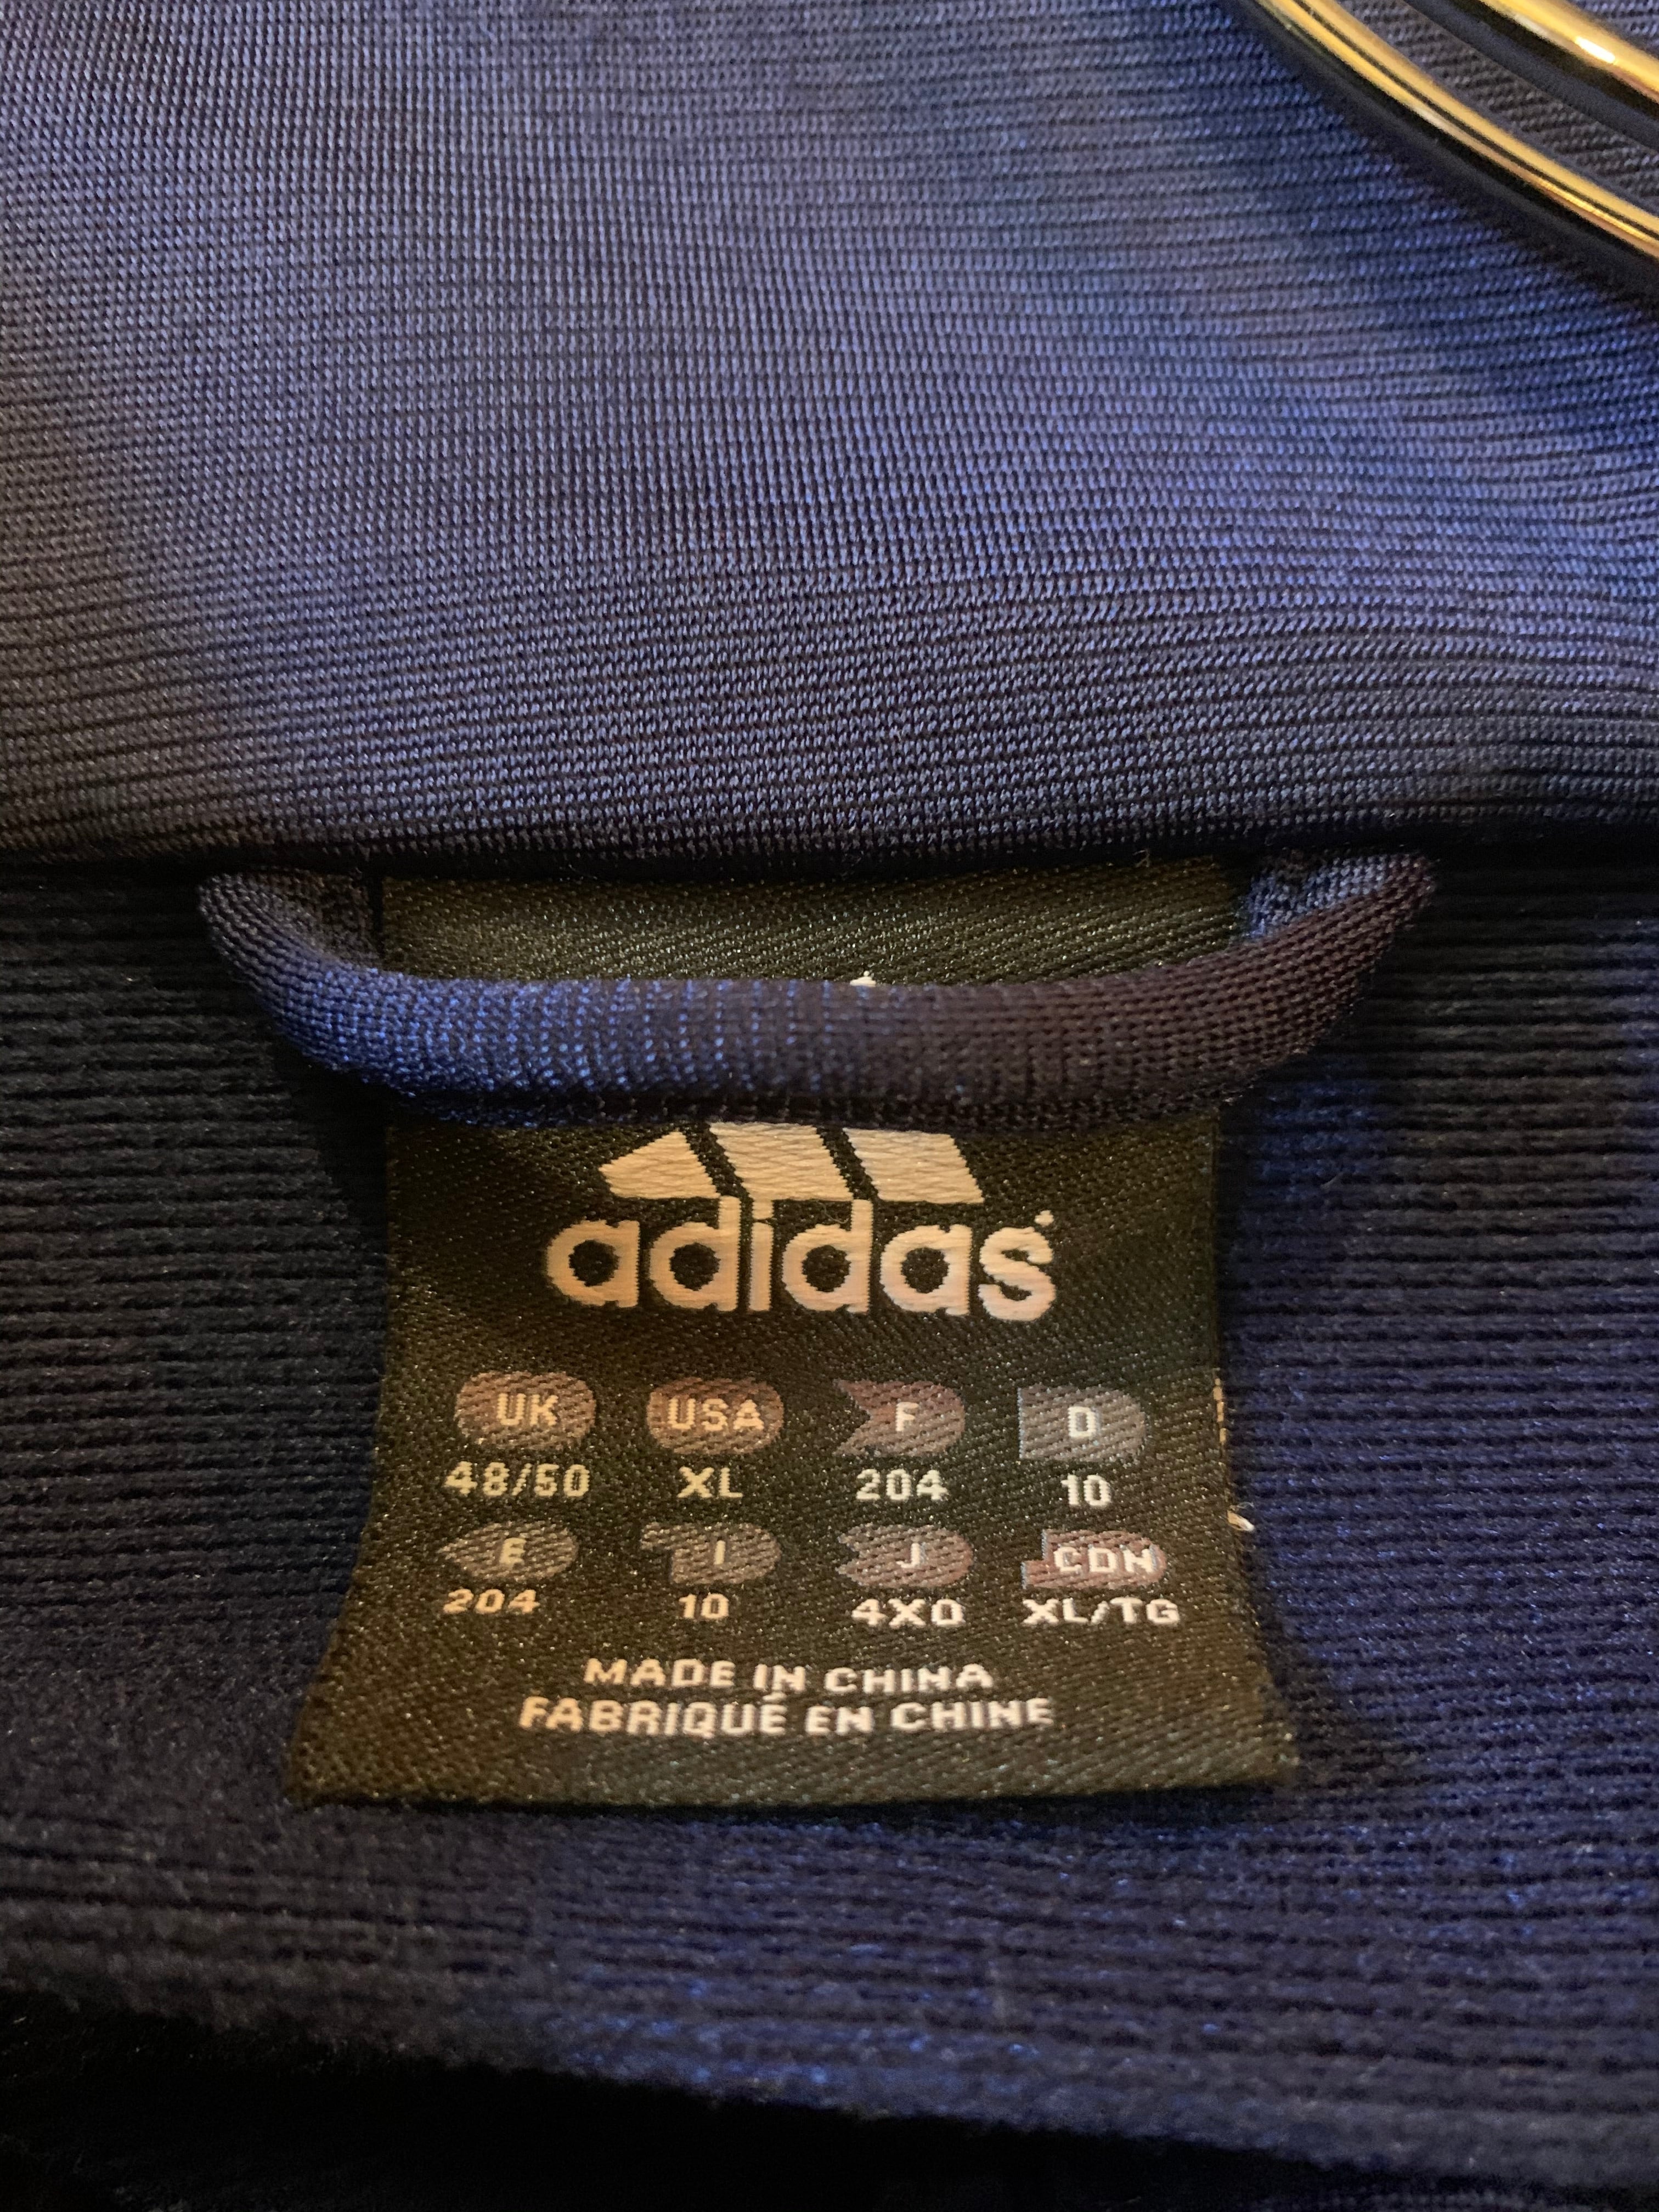 adidas
UK USA F D
48/50 XL 204 10
E I J CDN
204 10 4XO XL/TG
MADE IN CHINA
FABRIQUÉ EN CHINE